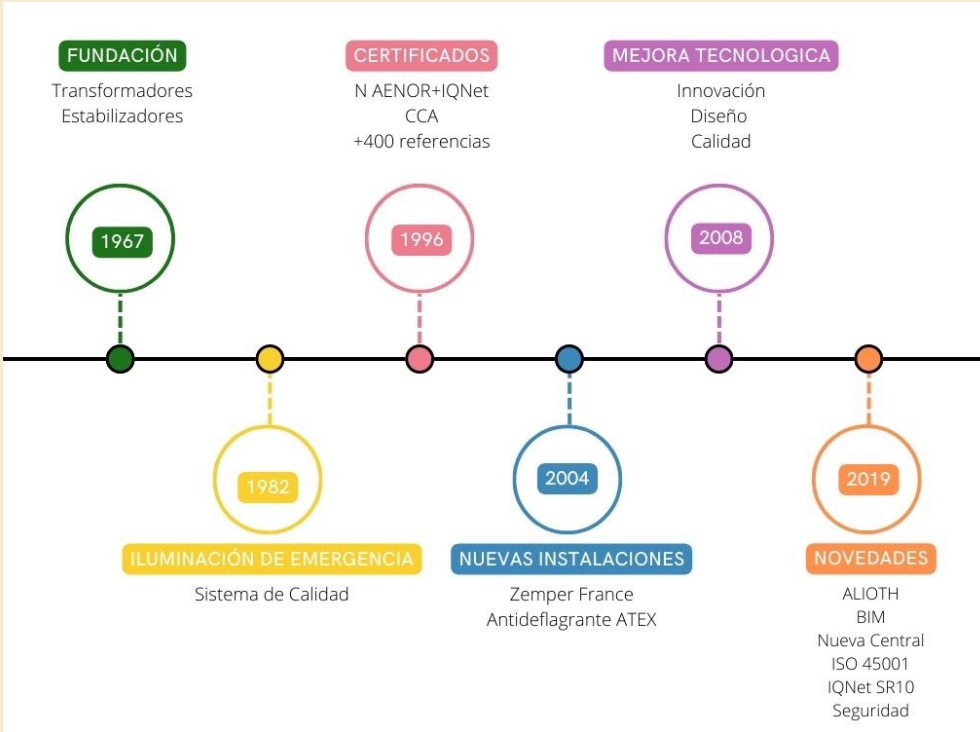 FUNDACIÓN
Transformadores
Estabilizadores
1967
CERTIFICADOS
N AENOR+IQNet
CCA
+400 referencias
1996
MEJORA TECNOLOGICA
Innovación
Diseño
Calidad
2008
1982
ILUMINACIÓN DE EMERGENCIA
Sistema de Calidad
2004
NUEVAS INSTALACIONES
Zemper France
Antideflagrante ATEX
2019
NOVEDADES
ALIOTH
BIM
Nueva Central
ISO 45001
IQNet SR10
Seguridad